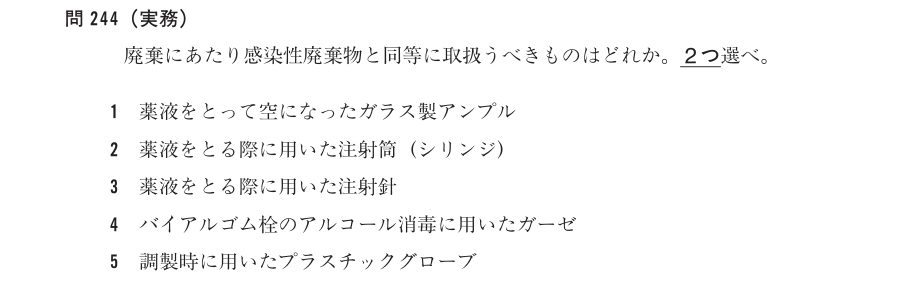 問 244（実務）
廃棄にあたり感染性廃棄物と同等に取扱うべきものはどれか。２つ選べ。
1 薬液をとって空になったガラス製アンプル
2 薬液をとる際に用いた注射筒（シリンジ）
3 薬液をとる際に用いた注射針
4 バイアルゴム栓のアルコール消毒に用いたガーゼ
5 調製時に用いたプラスチックグローブ